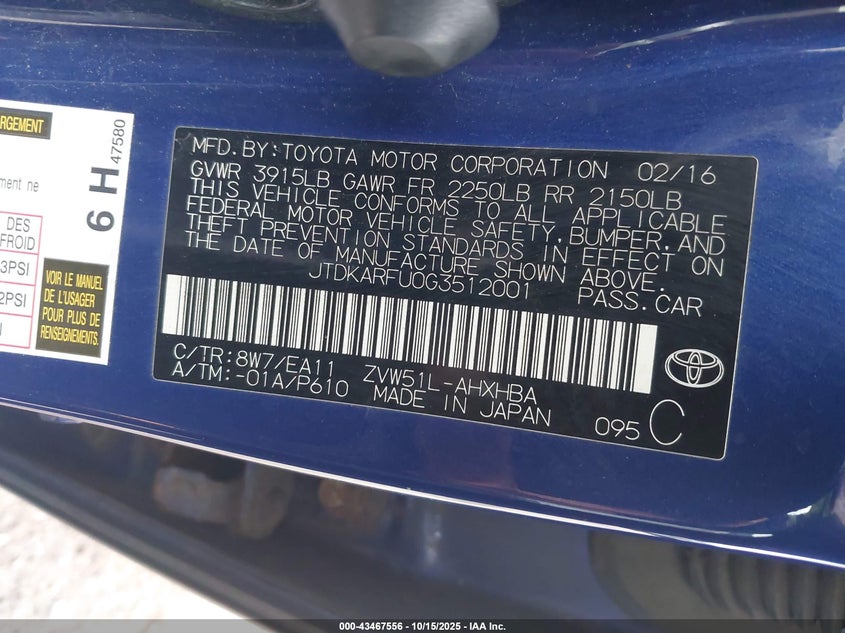 ARGEMENT
ment ne
DES
FROID
3PSI
2PSI
VOIR LE MANUEL
DE L'USAGER
POUR PLUS DE
RENSEIGNEMENTS.
6 H 47580
MFD.BY:TOYOTA MOTOR CORPORATION 02/16
GVWR 3915LB GAWR FR 2250LB RR 2150LB
THIS VEHICLE CONFORMS TO ALL APPLICABLE
FEDERAL MOTOR VEHICLE SAFETY,BUMPER,AND
THEFT PREVENTION STANDARDS IN EFFECT ON
THE DATE OF MANUFACTURE SHOWN ABOVE.
JTDKARFU0G3512001 PASS.CAR
C/TR:8W7/EA11 ZVW51L-AHXHBA
A/TM:-01A/P610 MADE IN JAPAN
095 C
TOYOTA
000-43467556 - 10/15/2025 - IAA Inc.